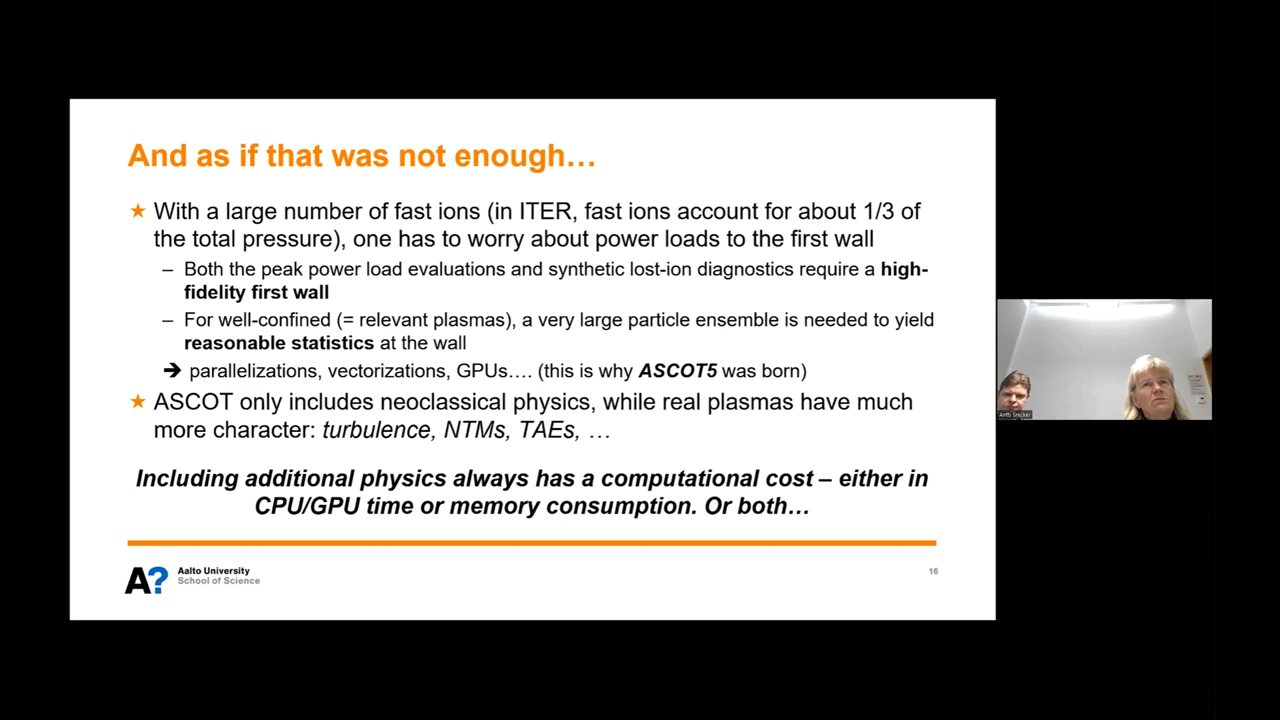 And as if that was not enough…
★ With a large number of fast ions (in ITER, fast ions account for about 1/3 of
the total pressure), one has to worry about power loads to the first wall
– Both the peak power load evaluations and synthetic lost-ion diagnostics require a high-
fidelity first wall
– For well-confined (= relevant plasmas), a very large particle ensemble is needed to yield
reasonable statistics at the wall
➔ parallelizations, vectorizations, GPUs…. (this is why ASCOT5 was born)
★ ASCOT only includes neoclassical physics, while real plasmas have much
more character: turbulence, NTMs, TAEs, …
Including additional physics always has a computational cost – either in
CPU/GPU time or memory consumption. Or both…
A?
Aalto University
School of Science
16
Antti Snicker